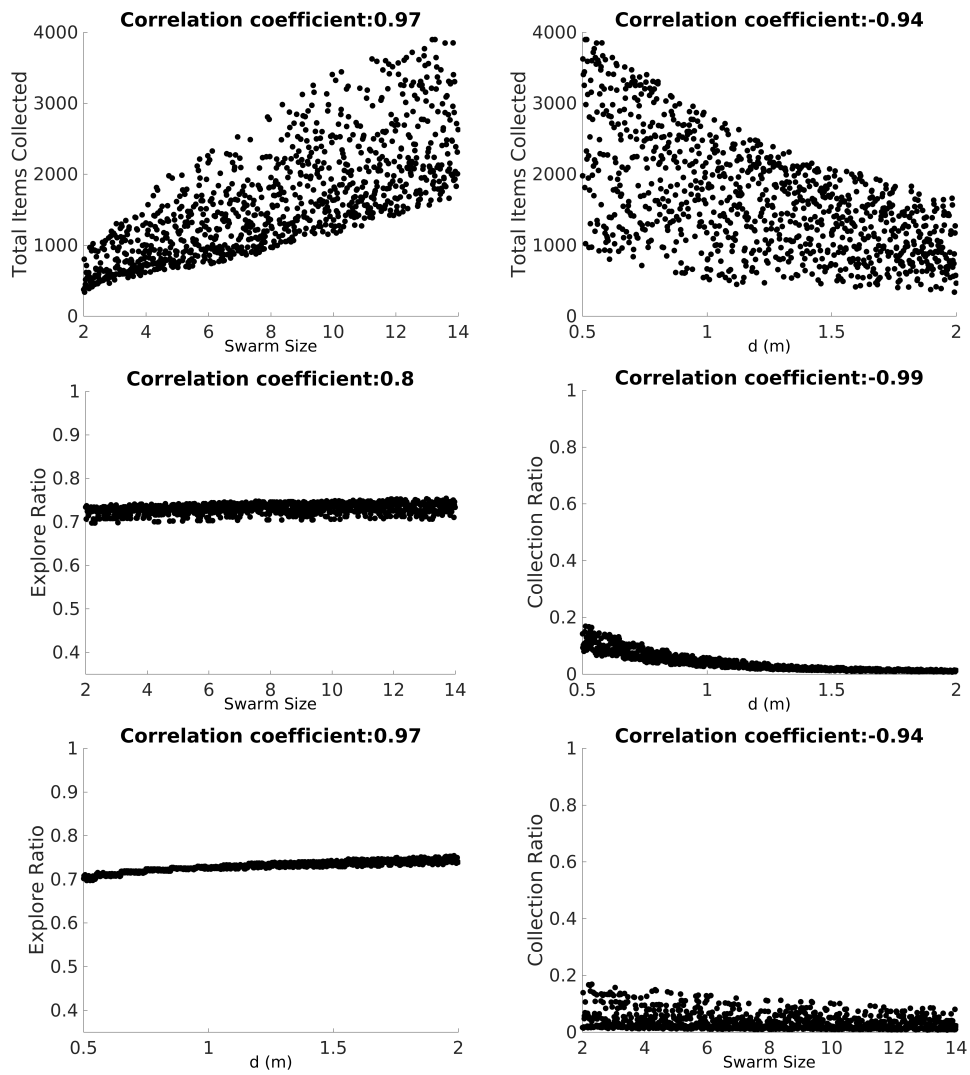 Correlation coefficient:0.97
4000
3000
2000
1000
0
Total Items Collected
2 4 6 8 10 12 14
Swarm Size
Correlation coefficient:-0.94
4000
3000
2000
1000
0
Total Items Collected
0.5 1 1.5 2
d (m)
Correlation coefficient:0.8
1
0.9
0.8
0.7
0.6
0.5
0.4
Explore Ratio
2 4 6 8 10 12 14
Swarm Size
Correlation coefficient:-0.99
1
0.8
0.6
0.4
0.2
0
Collection Ratio
0.5 1 1.5 2
d (m)
Correlation coefficient:0.97
1
0.9
0.8
0.7
0.6
0.5
0.4
Explore Ratio
0.5 1 1.5 2
d (m)
Correlation coefficient:-0.94
1
0.8
0.6
0.4
0.2
0
Collection Ratio
2 4 6 8 10 12 14
Swarm Size